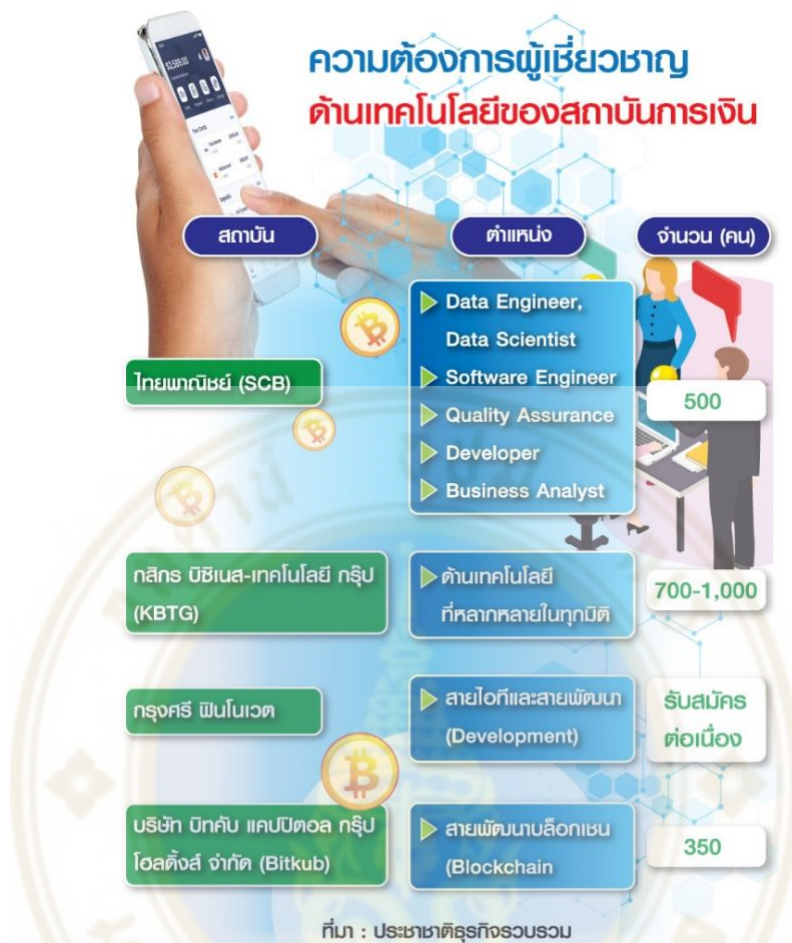 ความต้องการผู้เชี่ยวชาญ
ด้านเทคโนโลยีของสถาบันการเงิน
$2,589.00
สถาบัน
ตำแหน่ง
จำนวน (คน)
ไทยพาณิชย์ (SCB)
Data Engineer,
Data Scientist
Software Engineer
Quality Assurance
Developer
Business Analyst
500
กสิกร บิซิเนส-เทคโนโลยี กรุ๊ป
(KBTG)
ด้านเทคโนโลยี
ที่หลากหลายในทุกมิติ
700-1,000
กรุงศรี ฟินโนเวต
สายไอทีและสายพัฒนา
(Development)
รับสมัคร
ต่อเนื่อง
บริษัท บิทคับ แคปปิตอล กรุ๊ป
โฮลดิ้งส์ จำกัด (Bitkub)
สายพัฒนาบล็อกเชน
(Blockchain
350
ที่มา : ประชาชาติธุรกิจรวบรวม